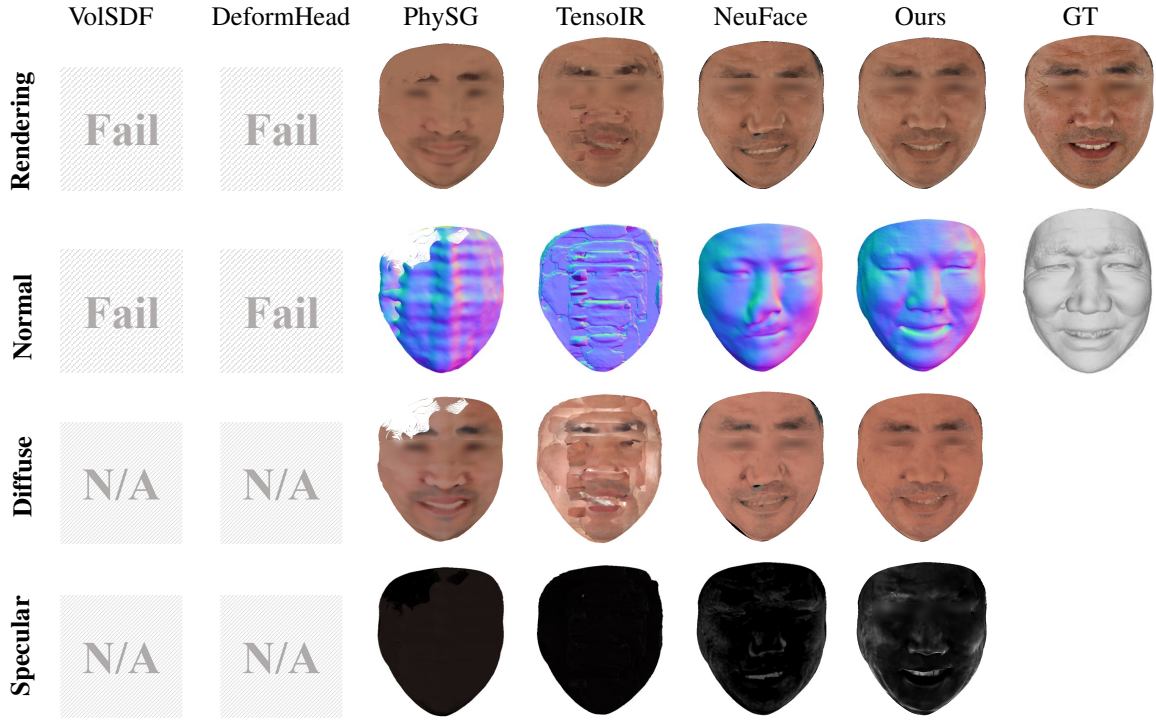 VolSDF DeformHead PhySG TensoIR NeuFace Ours GT
Rendering Fail Fail
Normal Fail Fail
Diffuse N/A N/A
Specular N/A N/A